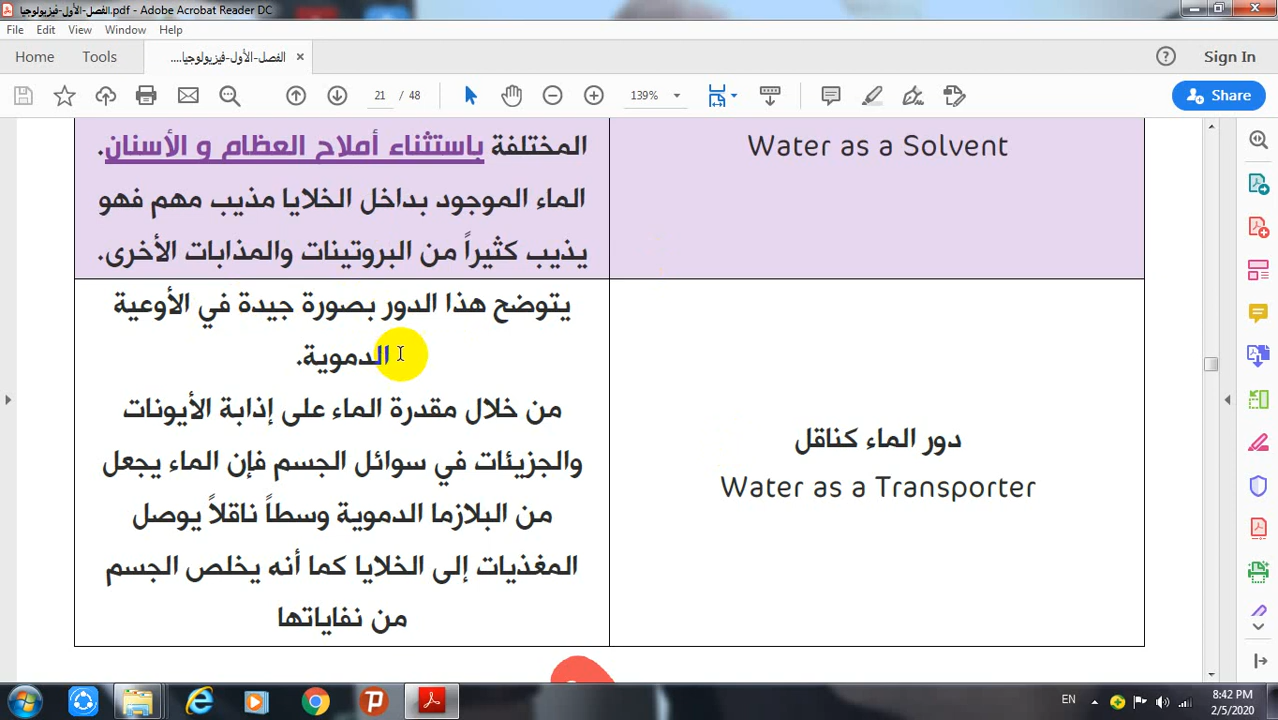 الفصل-الأول-فيزيولوجيا.pdf - Adobe Acrobat Reader DC
File Edit View Window Help
Home Tools الفصل-الأول-فيزيولوجيا.... × Sign In
21 / 48 139% Share
المختلفة باستثناء أملاح العظام و الأسنان.
الماء الموجود بداخل الخلايا مذيب مهم فهو
يذيب كثيراً من البروتينات والمذابات الأخرى.
Water as a Solvent
يتوضح هذا الدور بصورة جيدة في الأوعية
الدموية.
من خلال مقدرة الماء على إذابة الأيونات
والجزيئات في سوائل الجسم فإن الماء يجعل
من البلازما الدموية وسطاً ناقلاً يوصل
المغذيات إلى الخلايا كما أنه يخلص الجسم
من نفاياتها
دور الماء كناقل
Water as a Transporter
EN 8:42 PM
2/5/2020